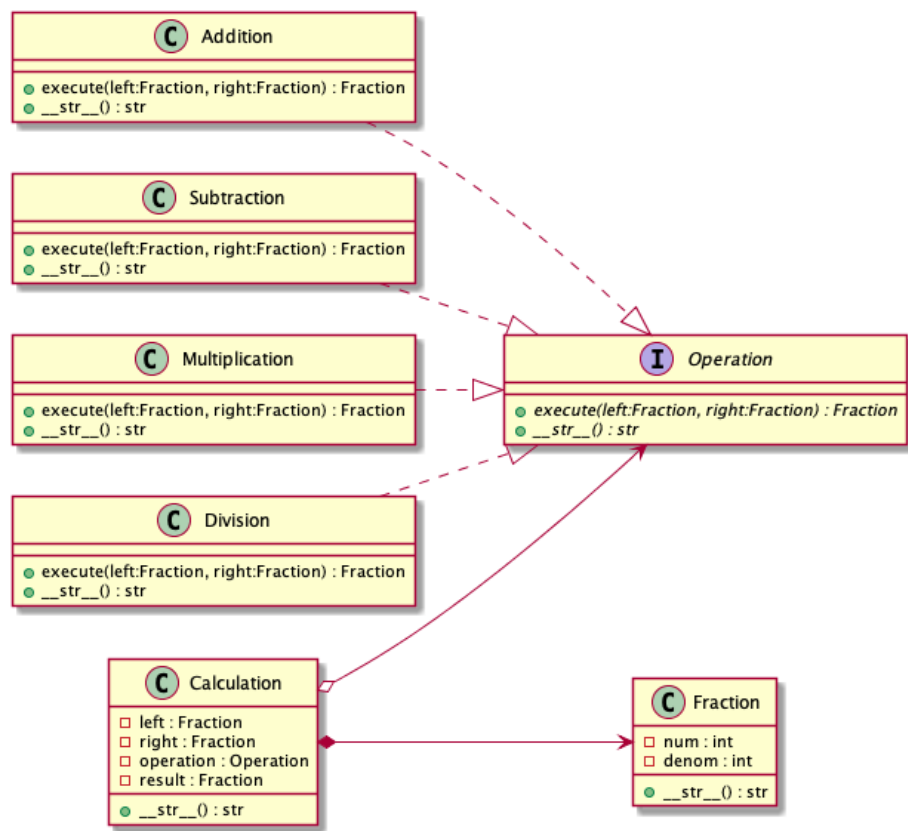 C Addition
execute(left:Fraction, right:Fraction) : Fraction
__str__() : str
C Subtraction
execute(left:Fraction, right:Fraction) : Fraction
__str__() : str
C Multiplication
execute(left:Fraction, right:Fraction) : Fraction
__str__() : str
I Operation
execute(left:Fraction, right:Fraction) : Fraction
__str__() : str
C Division
execute(left:Fraction, right:Fraction) : Fraction
__str__() : str
C Calculation
left : Fraction
right : Fraction
operation : Operation
result : Fraction
__str__() : str
C Fraction
num : int
denom : int
__str__() : str